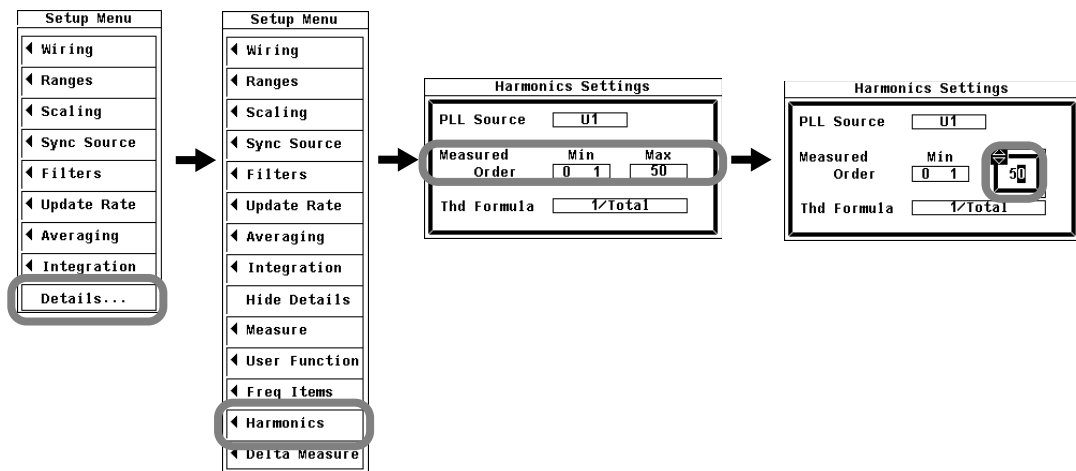 Setup Menu
Wiring
Ranges
Scaling
Sync Source
Filters
Update Rate
Averaging
Integration
Details...
Setup Menu
Wiring
Ranges
Scaling
Sync Source
Filters
Update Rate
Averaging
Integration
Hide Details
Measure
User Function
Freq Items
Harmonics
Delta Measure
Harmonics Settings
PLL Source U1
Measured Min Max
Order 0 1 50
Thd Formula 1/Total
Harmonics Settings
PLL Source U1
Measured Min
Order 0 1 50
Thd Formula 1/Total